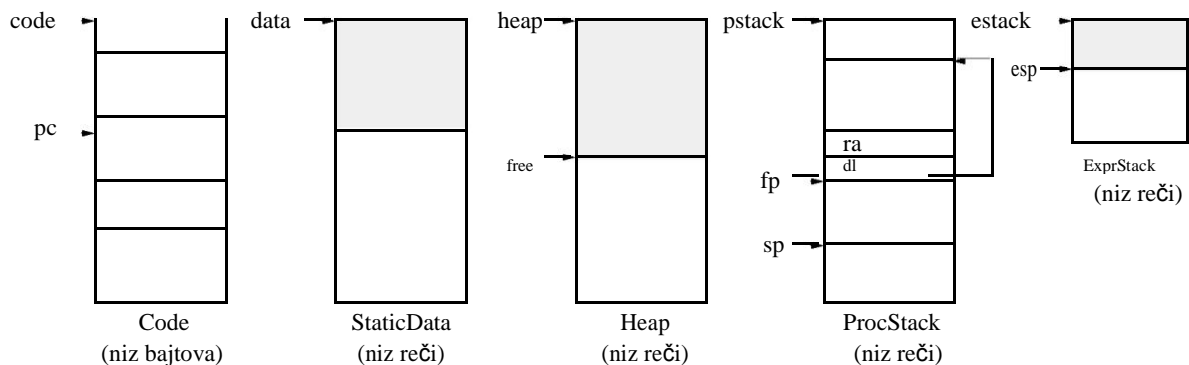 code data heap pstack estack
esp
pc
ra
free dl ExprStack
fp (niz reči)
sp
Code StaticData Heap ProcStack
(niz bajtova) (niz reči) (niz reči) (niz reči)